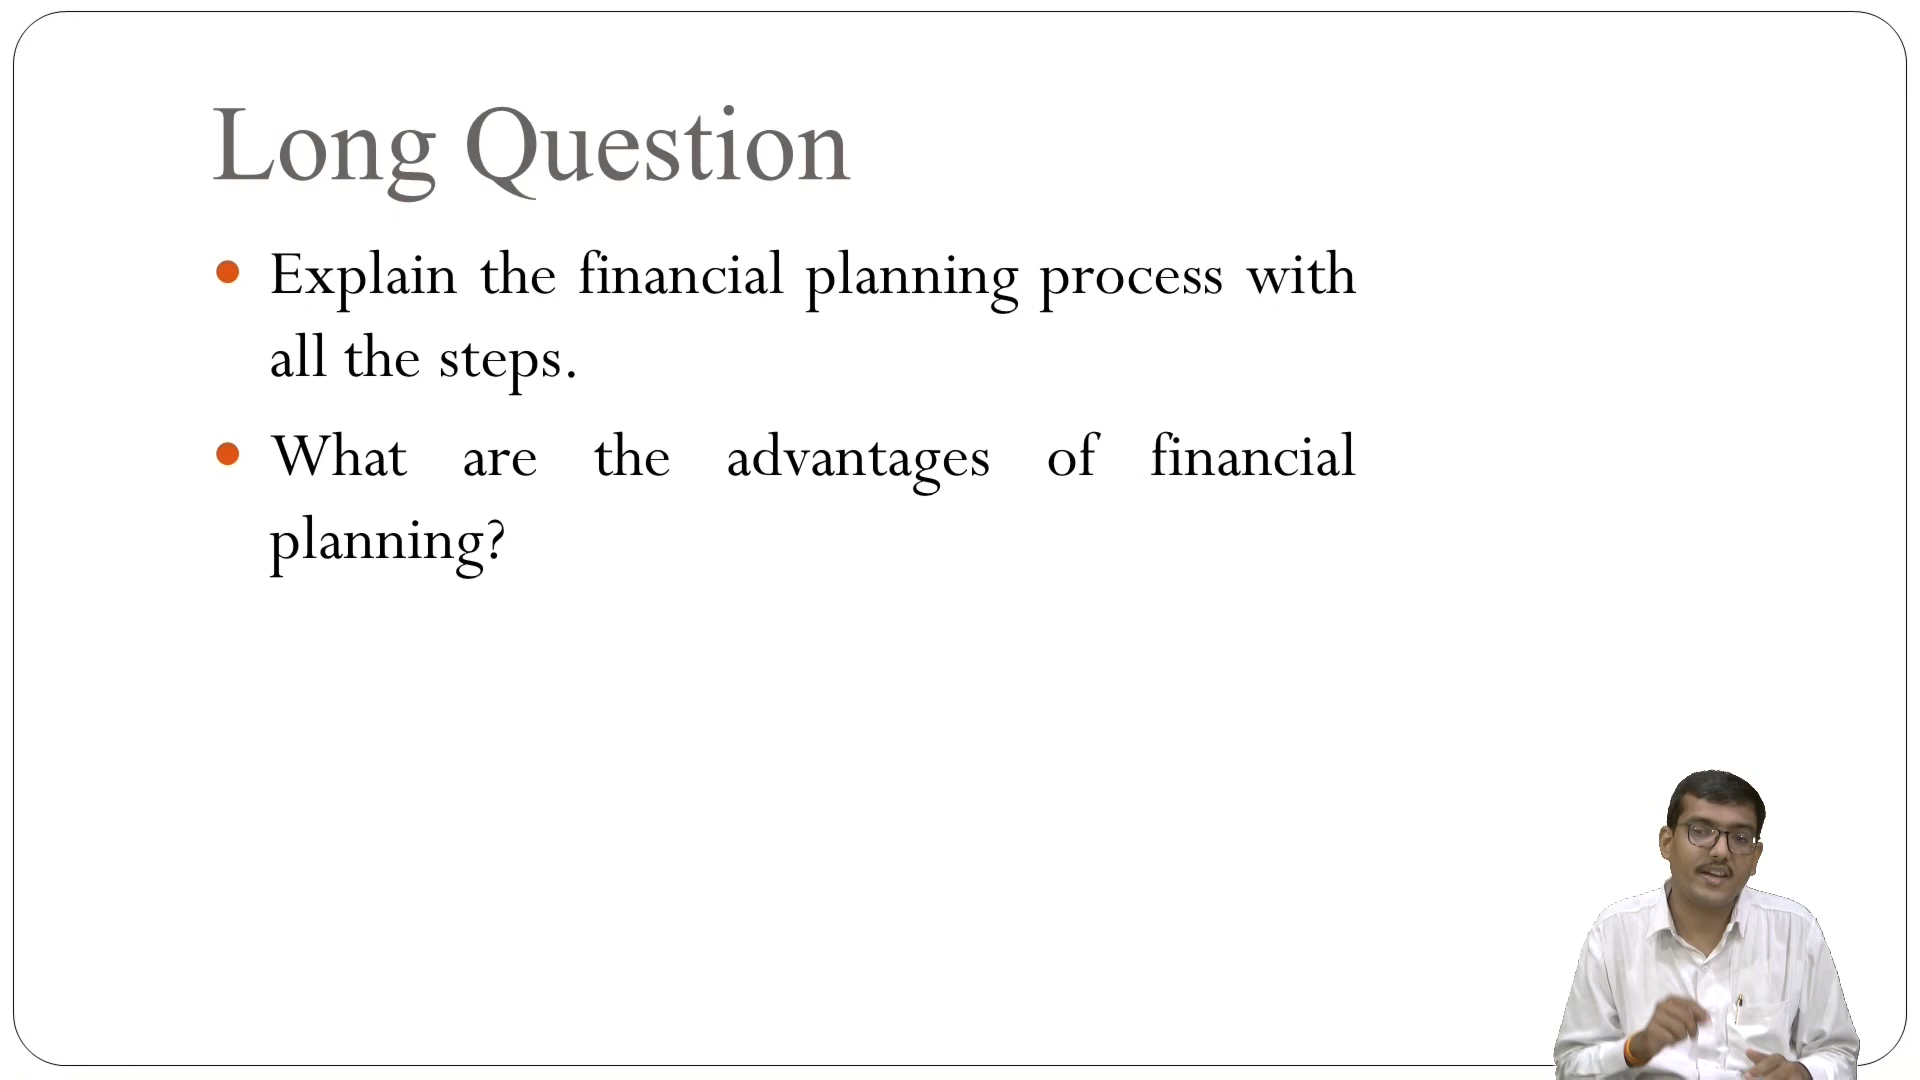 Long Question
• Explain the financial planning process with
all the steps.
• What are the advantages of financial
planning?